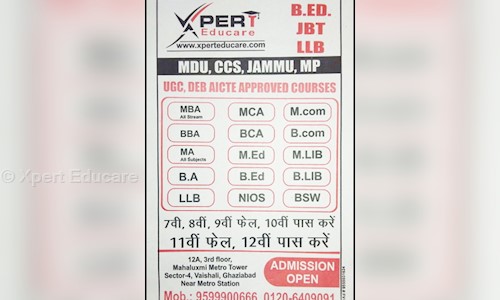 XPERT
Educare
www.xperteducare.com
B.ED.
JBT
LLB
MDU, CCS, JAMMU, MP
UGC, DEB AICTE APPROVED COURSES
MBA
All Stream
MCA
M.com
BBA
BCA
B.com
MA
All Subjects
M.Ed
M.LIB
B.A
B.Ed
B.LIB
LLB
NIOS
BSW
7वी, 8वीं, 9वीं फेल, 10वीं पास करें
11वीं फेल, 12वीं पास करें
12A, 3rd floor,
Mahaluxmi Metro Tower
Sector-4, Vaishali, Ghaziabad
Near Metro Station
ADMISSION
OPEN
Mob.: 9599900666, 0120-6409091
© Xpert Educare